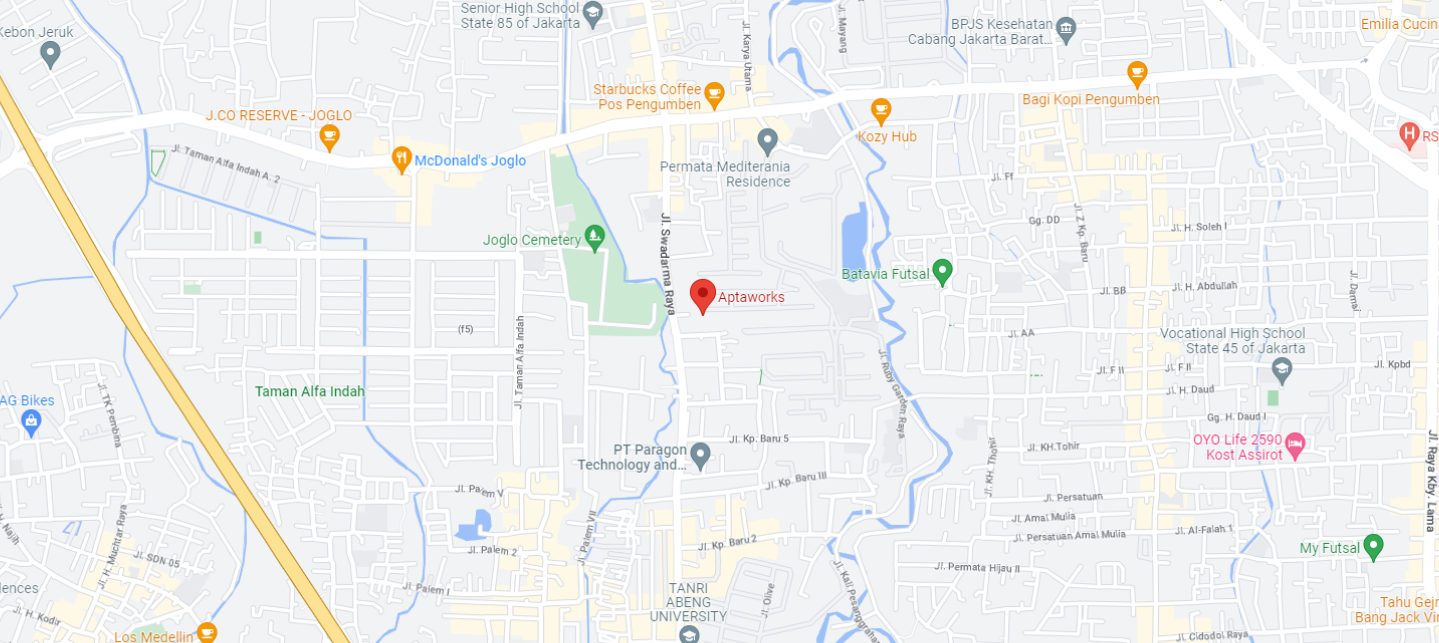 Senior High School
State 85 of Jakarta
Kebon Jeruk
Jl. Karya Utama
Jl. Mayang
BPJS Kesehatan
Cabang Jakarta Barat...
Emilia Cucin
Starbucks Coffee
Pos Pengumben
Bagi Kopi Pengumben
J.CO RESERVE - JOGLO
Kozy Hub
H
RS
McDonald's Joglo
Jl. Taman Alfa Indah A. 2
Permata Mediterania
Residence
Jl. Ff
Gg. DD
Jl. Z Kp. Baru
Jl. H. Soleh I
Jl. Swadarma Raya
Joglo Cemetery
Batavia Futsal
Aptaworks
Jl. BB
Jl. H. Abdullah
Jl. Damai
(f5)
Jl. Taman Alfa Indah
Jl. AA
Vocational High School
State 45 of Jakarta
Jl. Ruby Garden Raya
Jl. F II
Jl. F II
Jl. Kpbd
Taman Alfa Indah
Jl. H. Daud
AG Bikes
Jl. TK Pembina
Gg. H. Daud I
Jl. Kp. Baru 5
Jl. KH.Tohir
OYO Life 2590
Kost Assirot
PT Paragon
Technology and...
Jl. KH. Thohir
Jl. Raya Kby. Lama
Jl. Kp. Baru III
Jl. Palem V
Jl. Persatuan
Jl. Palem VII
Jl. Amal Mulia
Jl. Al-Falah 1
Jl. H. Muchtar Raya
H. Najih
Jl. Persatuan Amal Mulia
Jl. Kp. Baru 2
Jl. Palem 2
My Futsal
Jl. SDN 05
Jl. Permata Hijau II
Jl. Kali Pesanggrahan
Jl. Palem I
TANRI
ABENG
UNIVERSITY
Jl. Olive
ences
Jl. H. Kodir
Tahu Gejr
Bang Jack Vi
Los Medellin
Jl. Cidodol Raya